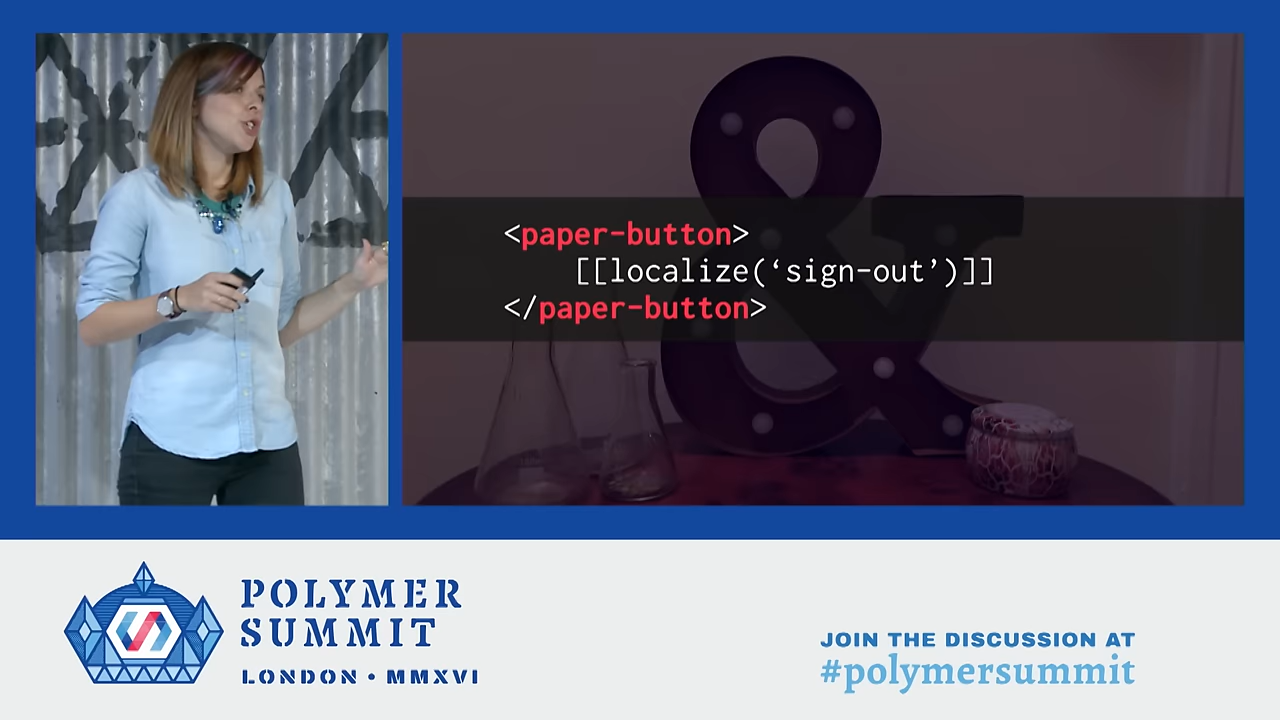 <paper-button>
[[localize(‘sign-out’)]]
</paper-button>
POLYMER
SUMMIT
LONDON • MMXVI
JOIN THE DISCUSSION AT
#polymersummit